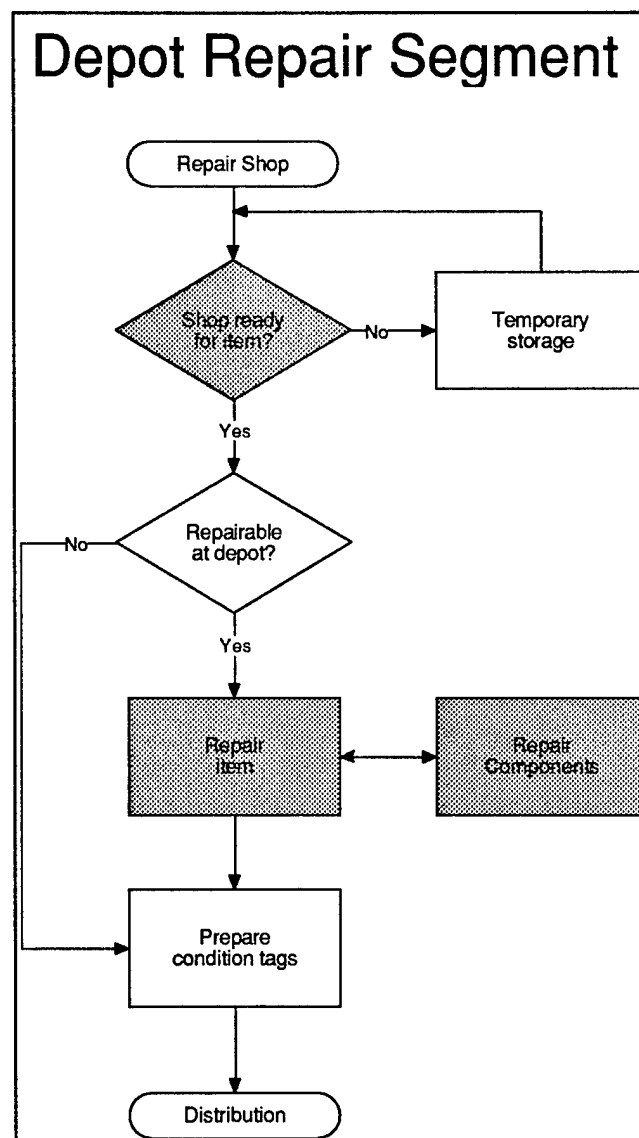 Depot Repair Segment
Repair Shop
Shop ready
for item?
No
Temporary
storage
Yes
Repairable
at depot?
No
Yes
Repair
Item
Repair
Components
Prepare
condition tags
Distribution